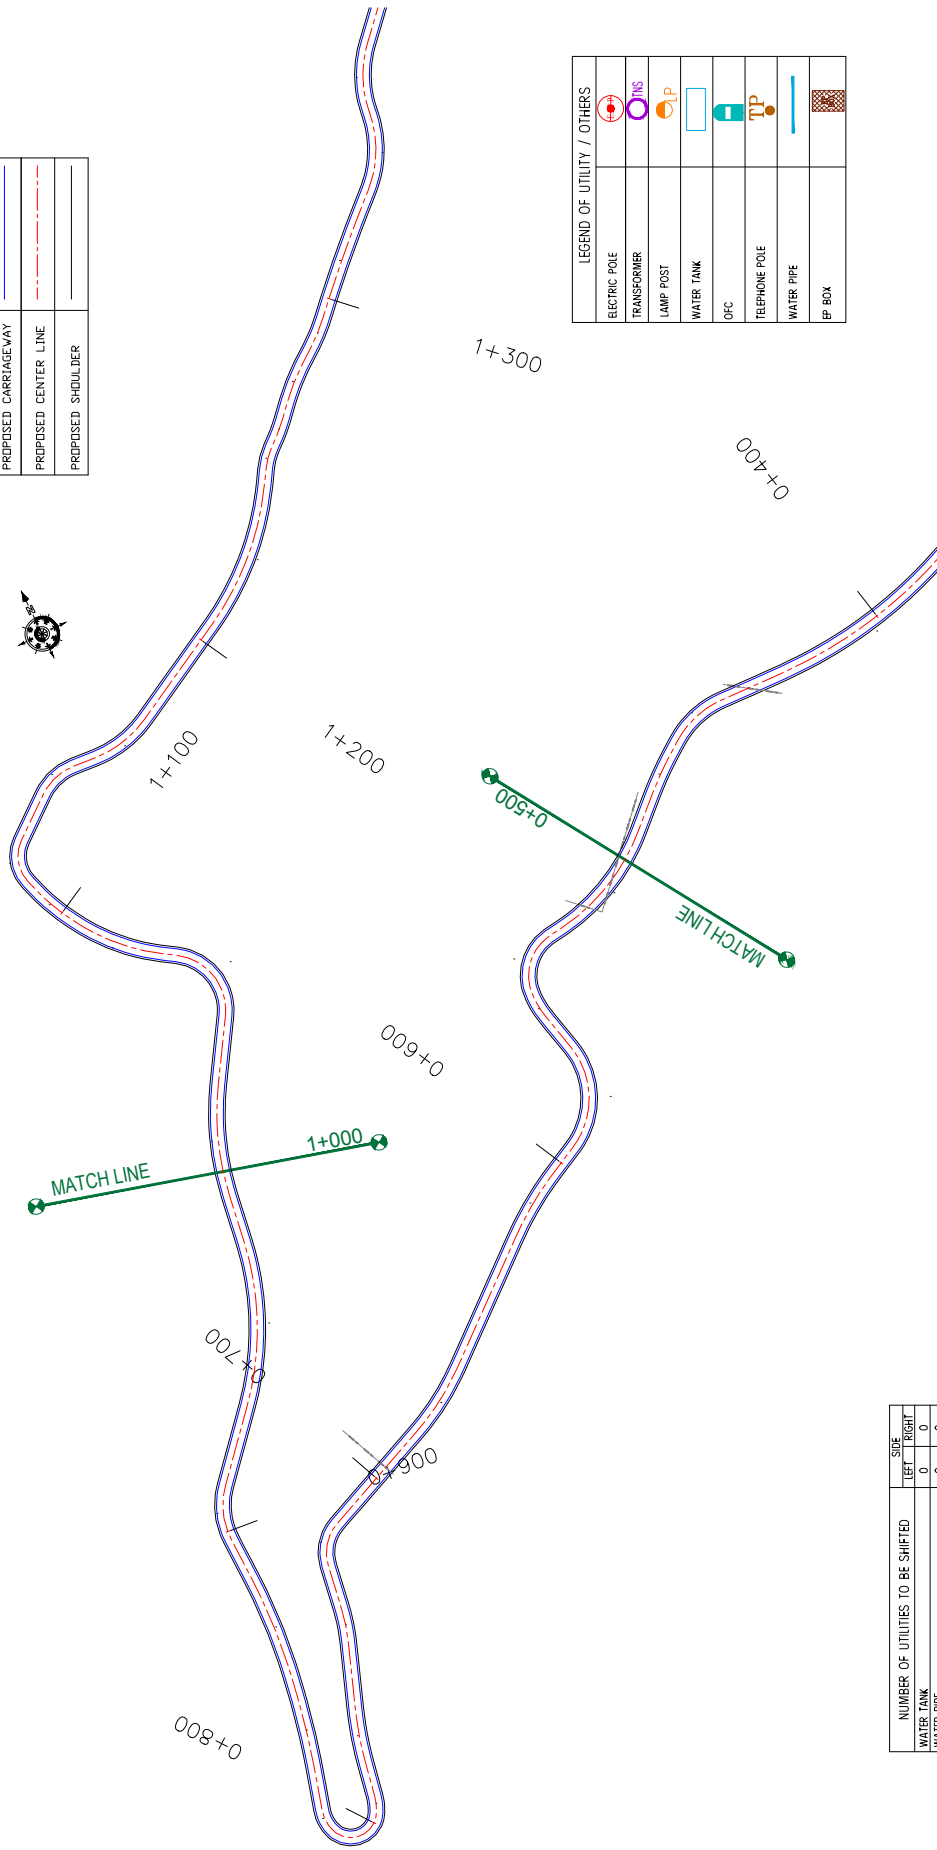 PROPOSED CARRIAGEWAY
PROPOSED CENTER LINE
PROPOSED SHOULDER
LEGEND OF UTILITY / OTHERS
ELECTRIC POLE
TRANSFORMER
TNS
LAMP POST
LP
WATER TANK
OFC
TELEPHONE POLE
TP
WATER PIPE
EP BOX
N
1+300
0+400
1+100
1+200
0+500
MATCH LINE
0+600
1+000
MATCH LINE
0+700
0+900
0+800
NUMBER OF UTILITIES TO BE SHIFTED
SIDE
LEFT RIGHT
WATER TANK 0 0
WATER PIPE